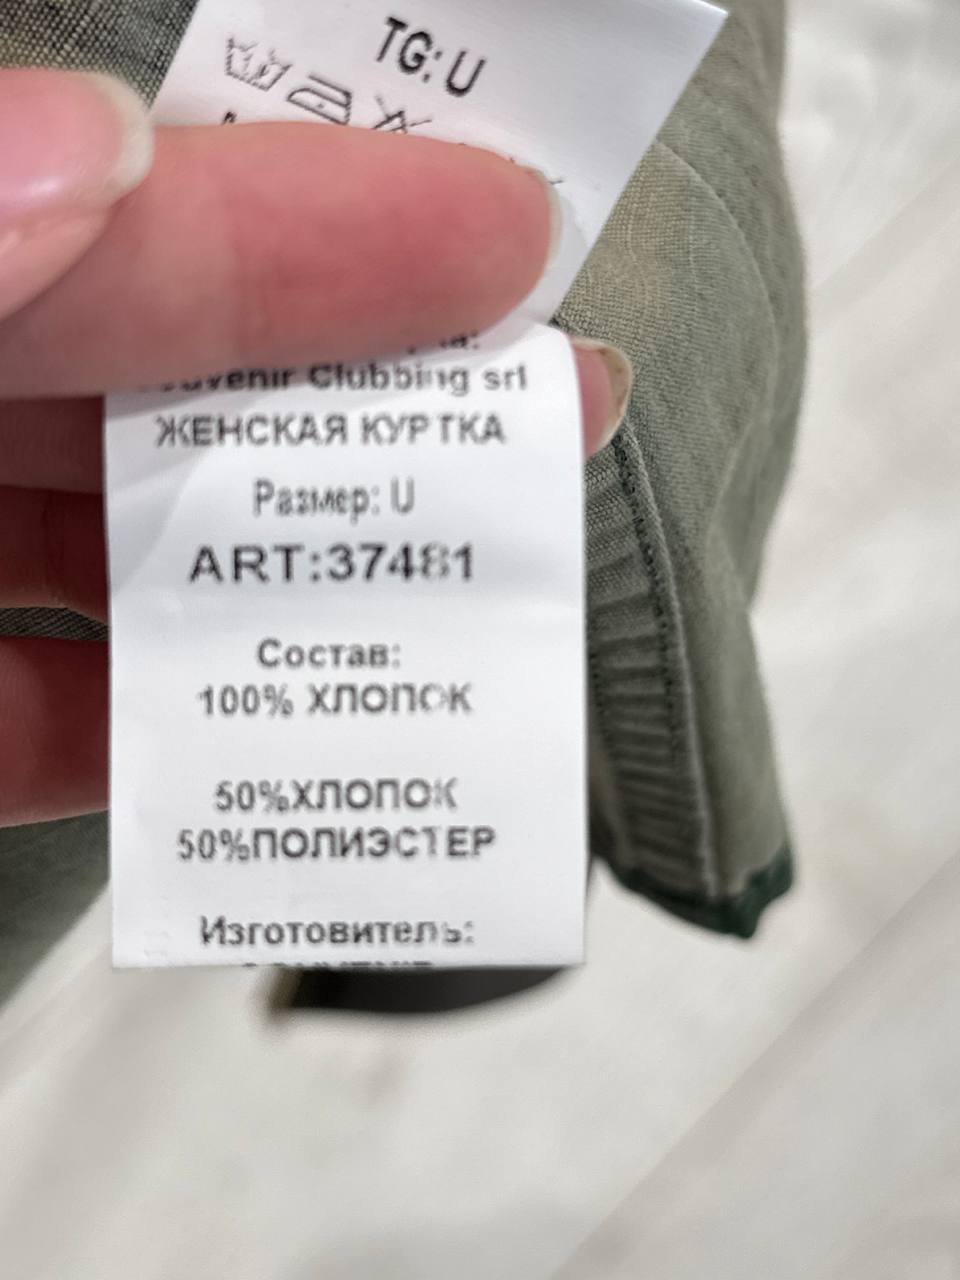 TG: U
Clubbing srl
ЖЕНСКАЯ КУРТКА
Размер: U
ART:37481
Состав:
100% ХЛОПОК
50%ХЛОПОК
50%ПОЛИЭСТЕР
Изготовитель: